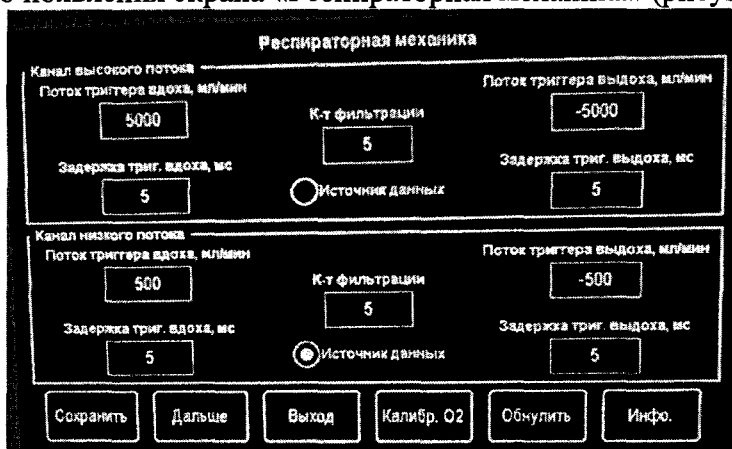 появлен
экрана
Респираторная механика
Канал высокого потока
Поток триггера вдоха, мл/мин
5000
К-т фильтрации
5
Поток триггера выдоха, мл/мин
-5000
Задержка триг. вдоха, мс
5
Источник данных
Задержка триг. выдоха, мс
5
Канал низкого потока
Поток триггера вдоха, мл/мин
500
К-т фильтрации
5
Поток триггера выдоха, мл/мин
-500
Задержка триг. вдоха, мс
5
Источник данных
Задержка триг. выдоха, мс
5
Сохранить Дальше Выход Калибр. O2 Обнулить Инфо.